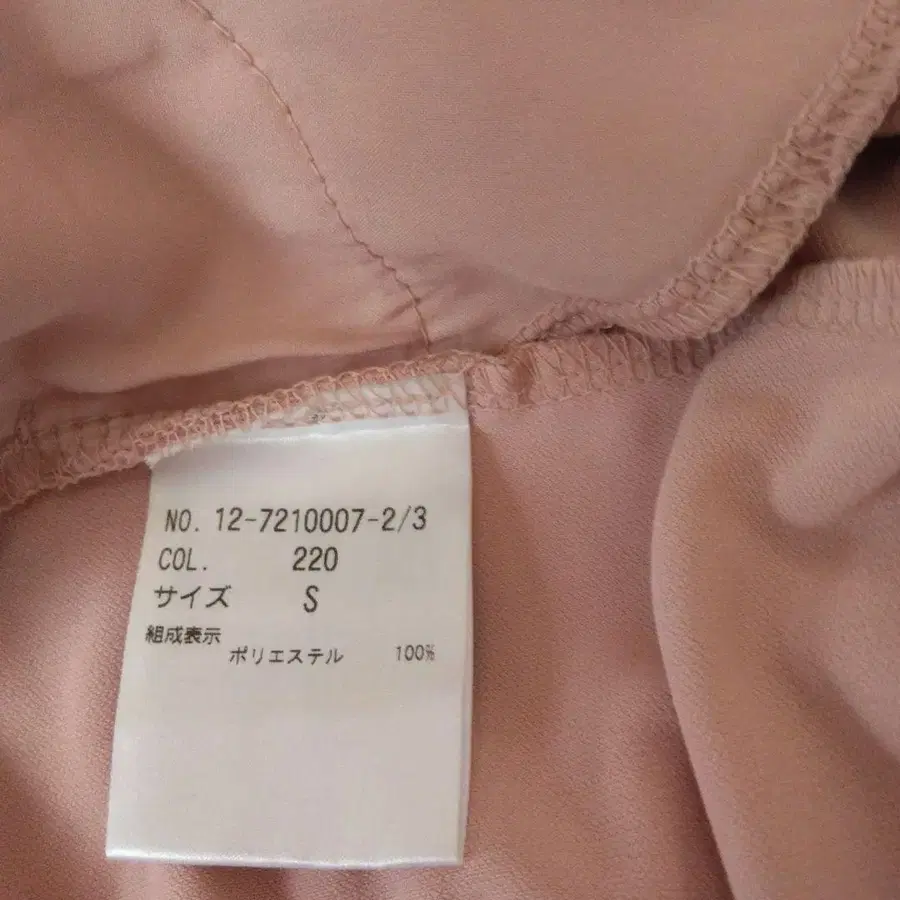 NO. 12-7210007-2/3
COL. 220
サイズ S
組成表示
ポリエステル 100%